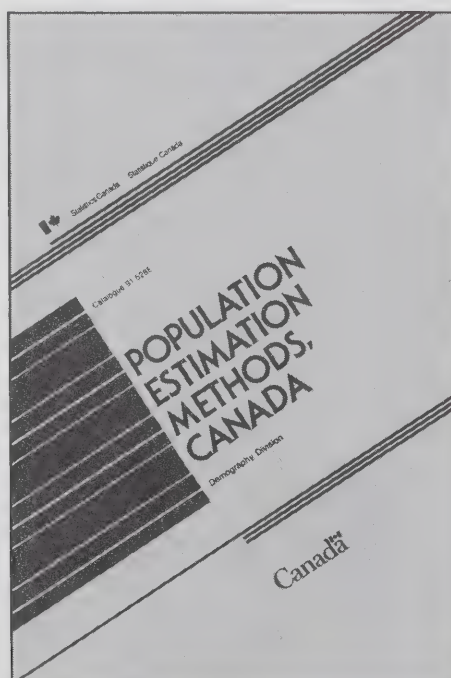 Statistics Canada Statistique Canada
Catalogue 91-528E
POPULATION
ESTIMATION
METHODS,
CANADA
Demography Division
Canada